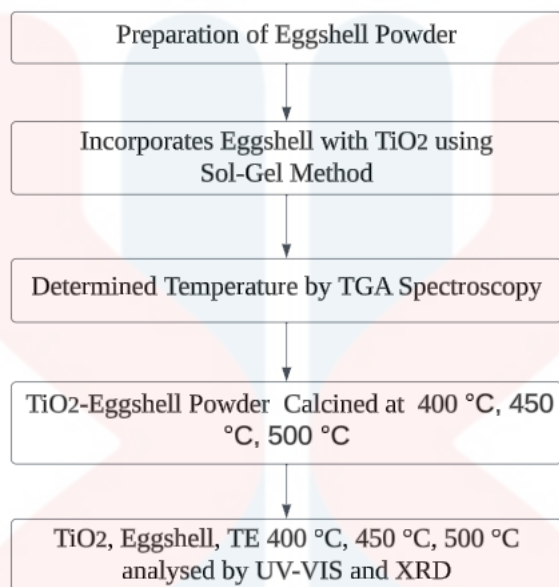 Preparation of Eggshell Powder
Incorporates Eggshell with TiO2 using
Sol-Gel Method
Determined Temperature by TGA Spectroscopy
TiO2-Eggshell Powder Calcined at 400 °C, 450
°C, 500 °C
TiO2, Eggshell, TE 400 °C, 450 °C, 500 °C
analysed by UV-VIS and XRD